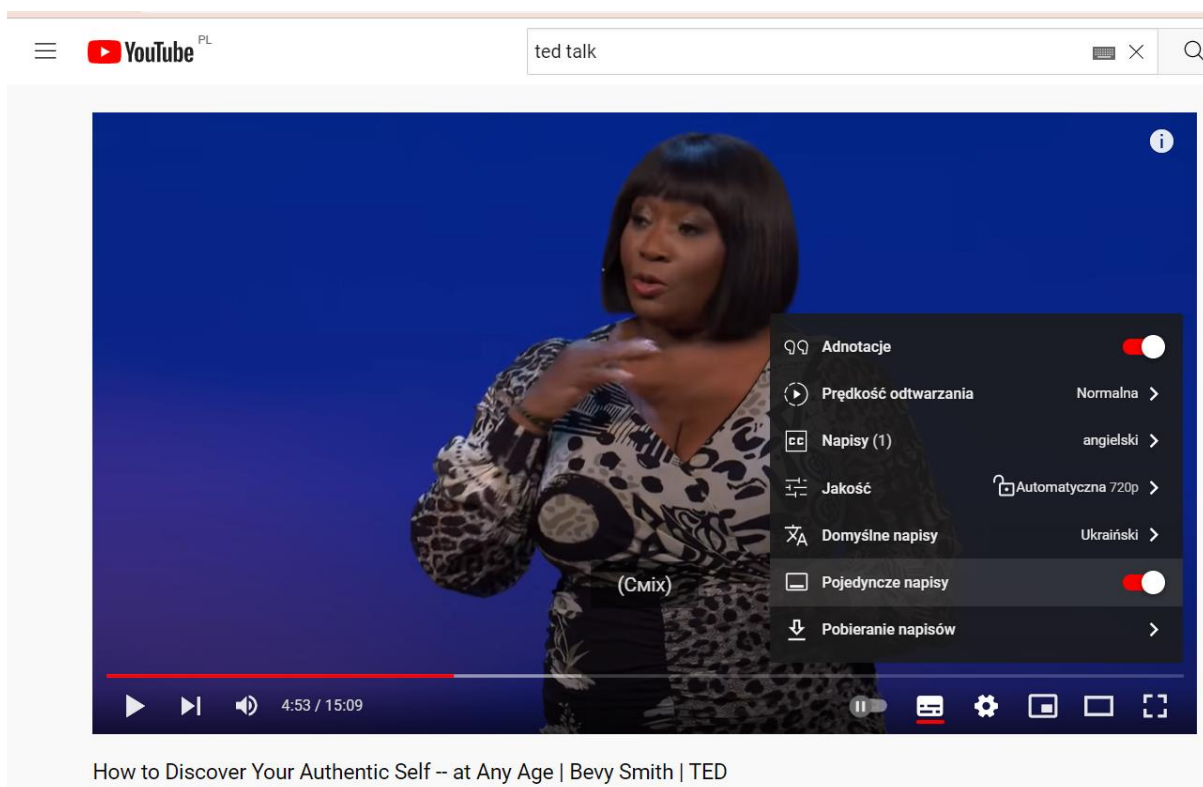 YouTube PL
ted talk
Adnotacje
Prędkość odtwarzania Normalna
Napisy (1) angielski
Jakość Automatyczna 720p
Domyślne napisy Ukraiński
Pojedyncze napisy
Pobieranie napisów
(Сміх)
4:53 / 15:09
How to Discover Your Authentic Self -- at Any Age | Bevy Smith | TED